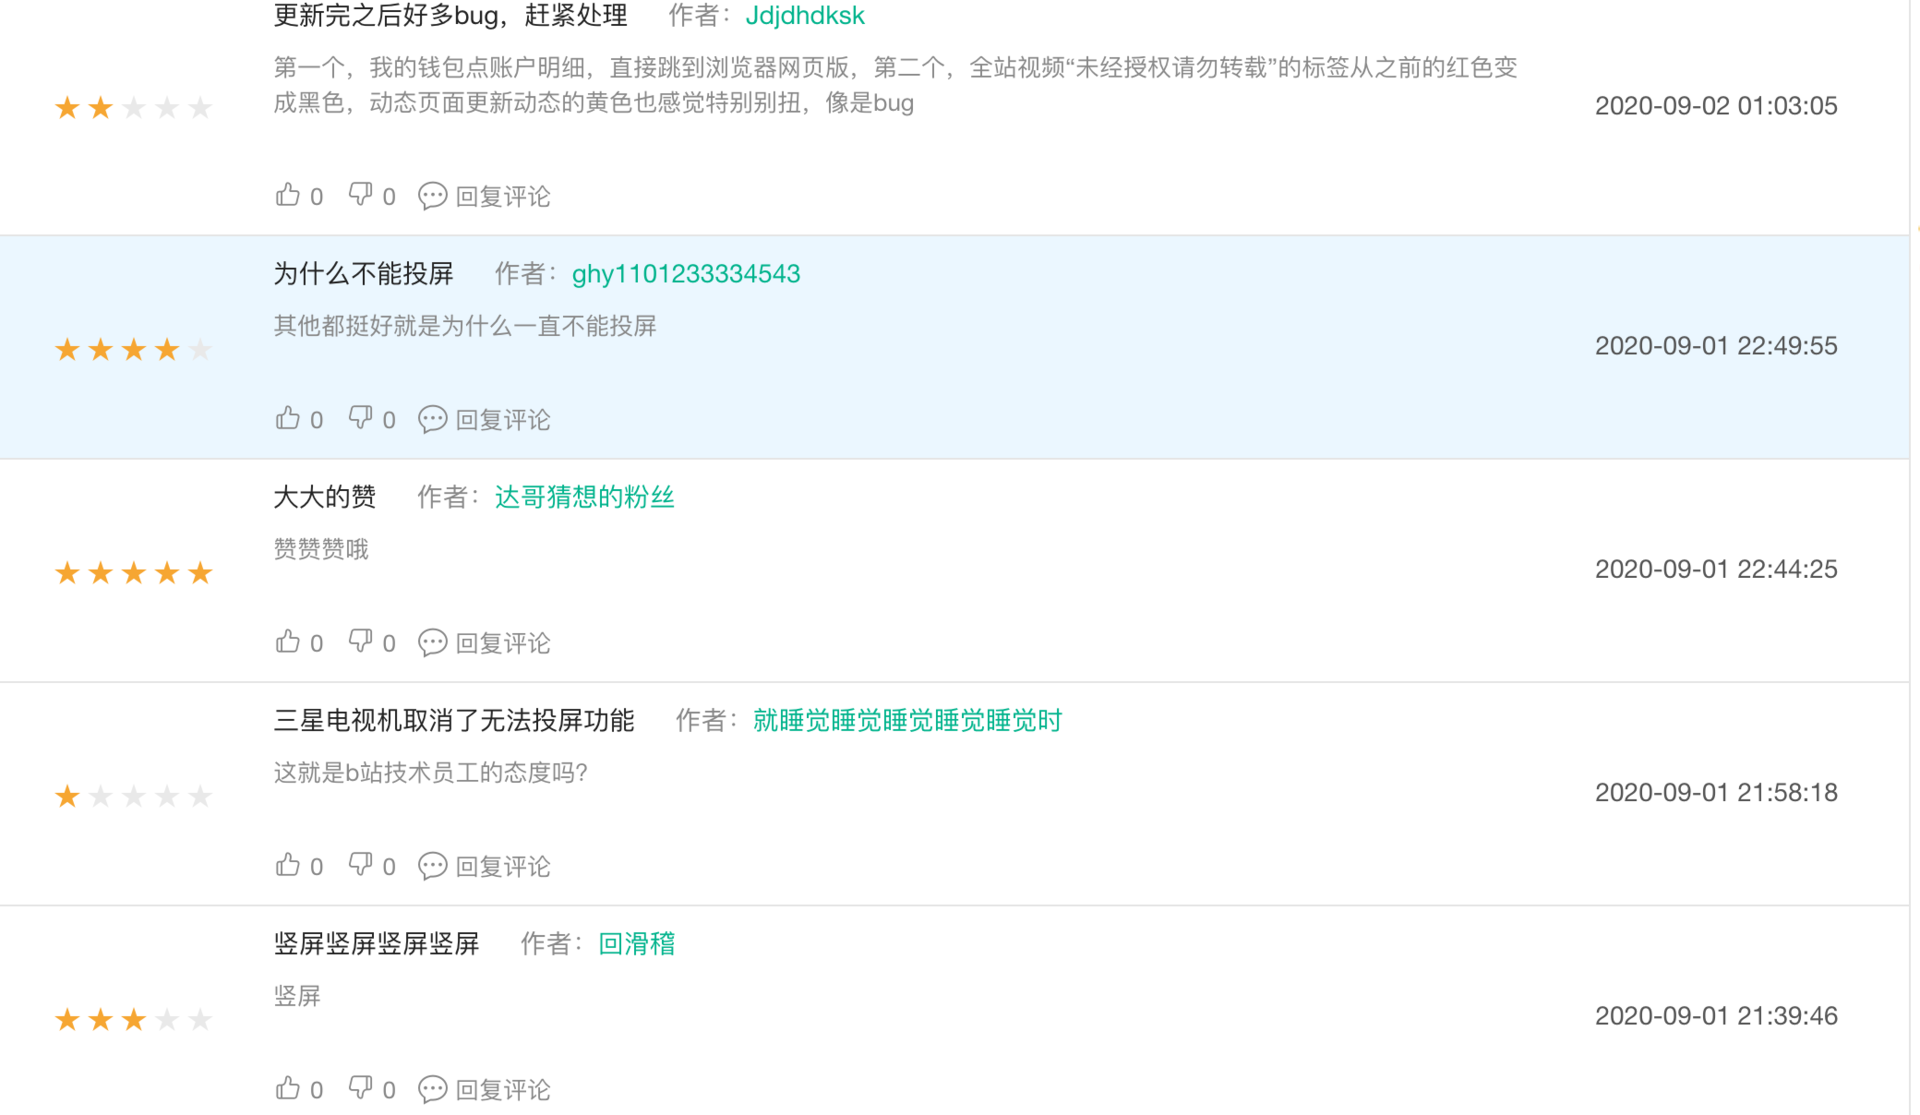 更新完之后好多bug，赶紧处理 作者： Jdjdhdksk
第一个，我的钱包点账户明细，直接跳到浏览器网页版，第二个，全站视频“未经授权请勿转载”的标签从之前的红色变
成黑色，动态页面更新动态的黄色也感觉特别别扭，像是bug
2020-09-02 01:03:05
0 0 回复评论
为什么不能投屏 作者： ghy1101233334543
其他都挺好就是为什么一直不能投屏
2020-09-01 22:49:55
0 0 回复评论
大大的赞 作者： 达哥猜想的粉丝
赞赞赞哦
2020-09-01 22:44:25
0 0 回复评论
三星电视机取消了无法投屏功能 作者： 就睡觉睡觉睡觉睡觉睡觉时
这就是b站技术员工的态度吗?
2020-09-01 21:58:18
0 0 回复评论
竖屏竖屏竖屏竖屏 作者： 回滑稽
竖屏
2020-09-01 21:39:46
0 0 回复评论